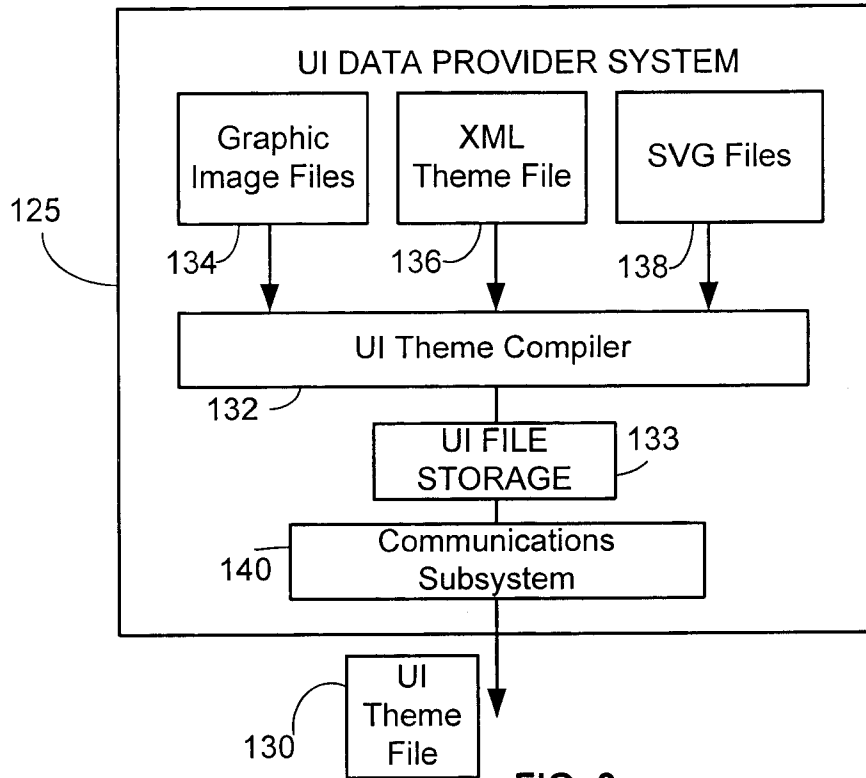 UI DATA PROVIDER SYSTEM
Graphic
Image Files
XML
Theme File
SVG Files
125
134
136
138
UI Theme Compiler
132
UI FILE
STORAGE
133
Communications
Subsystem
140
UI
Theme
File
130